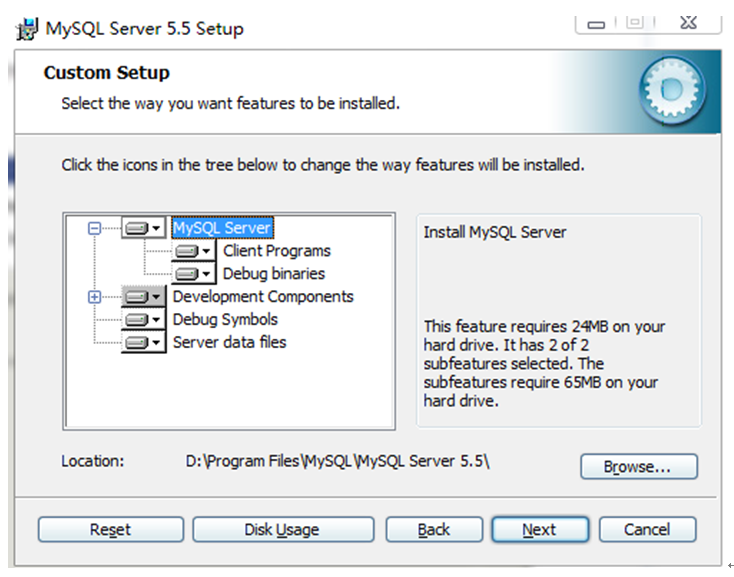 MySQL Server 5.5 Setup
Custom Setup
Select the way you want features to be installed.
Click the icons in the tree below to change the way features will be installed.
MySQL Server
Client Programs
Debug binaries
Development Components
Debug Symbols
Server data files
Install MySQL Server
This feature requires 24MB on your
hard drive. It has 2 of 2
subfeatures selected. The
subfeatures require 65MB on your
hard drive.
Location: D:\Program Files\MySQL\MySQL Server 5.5\
Browse...
Reset Disk Usage Back Next Cancel